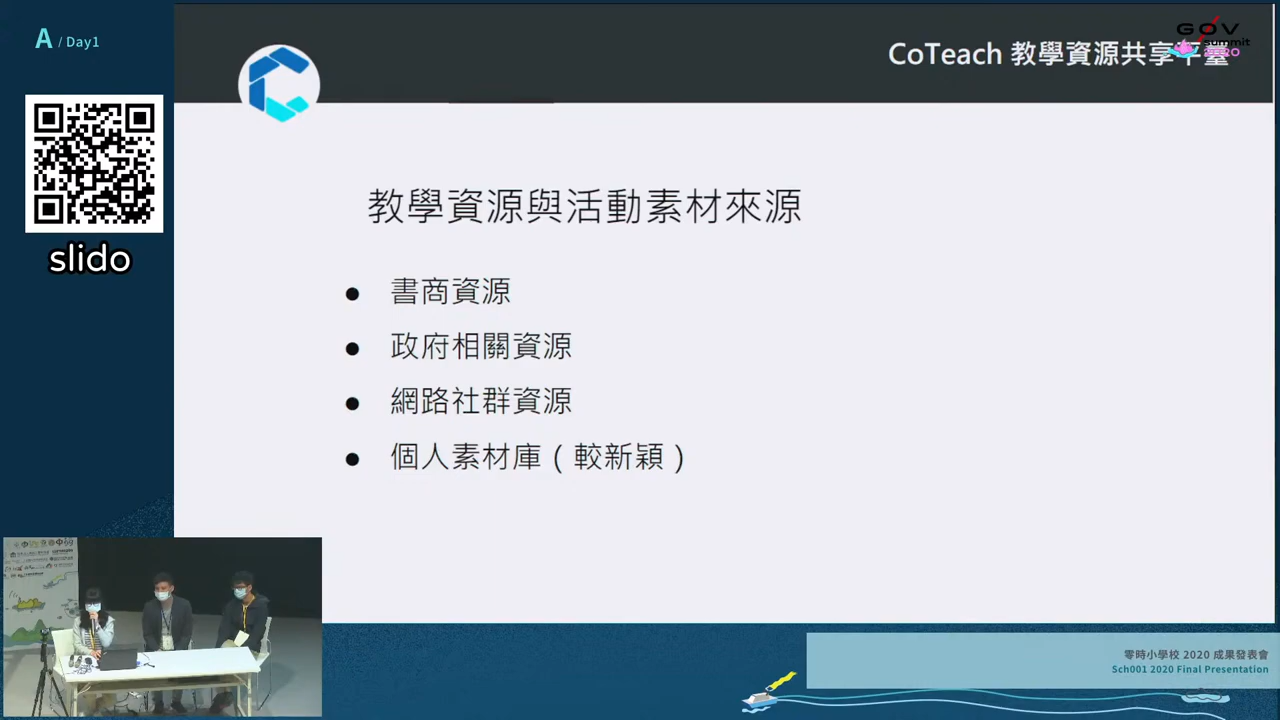 A / Day1
slido
GOV
summit
2020
CoTeach 教學資源共享平臺
教學資源與活動素材來源
● 書商資源
● 政府相關資源
● 網路社群資源
● 個人素材庫（較新穎）
零時小學校 2020 成果發表會
Sch001 2020 Final Presentation